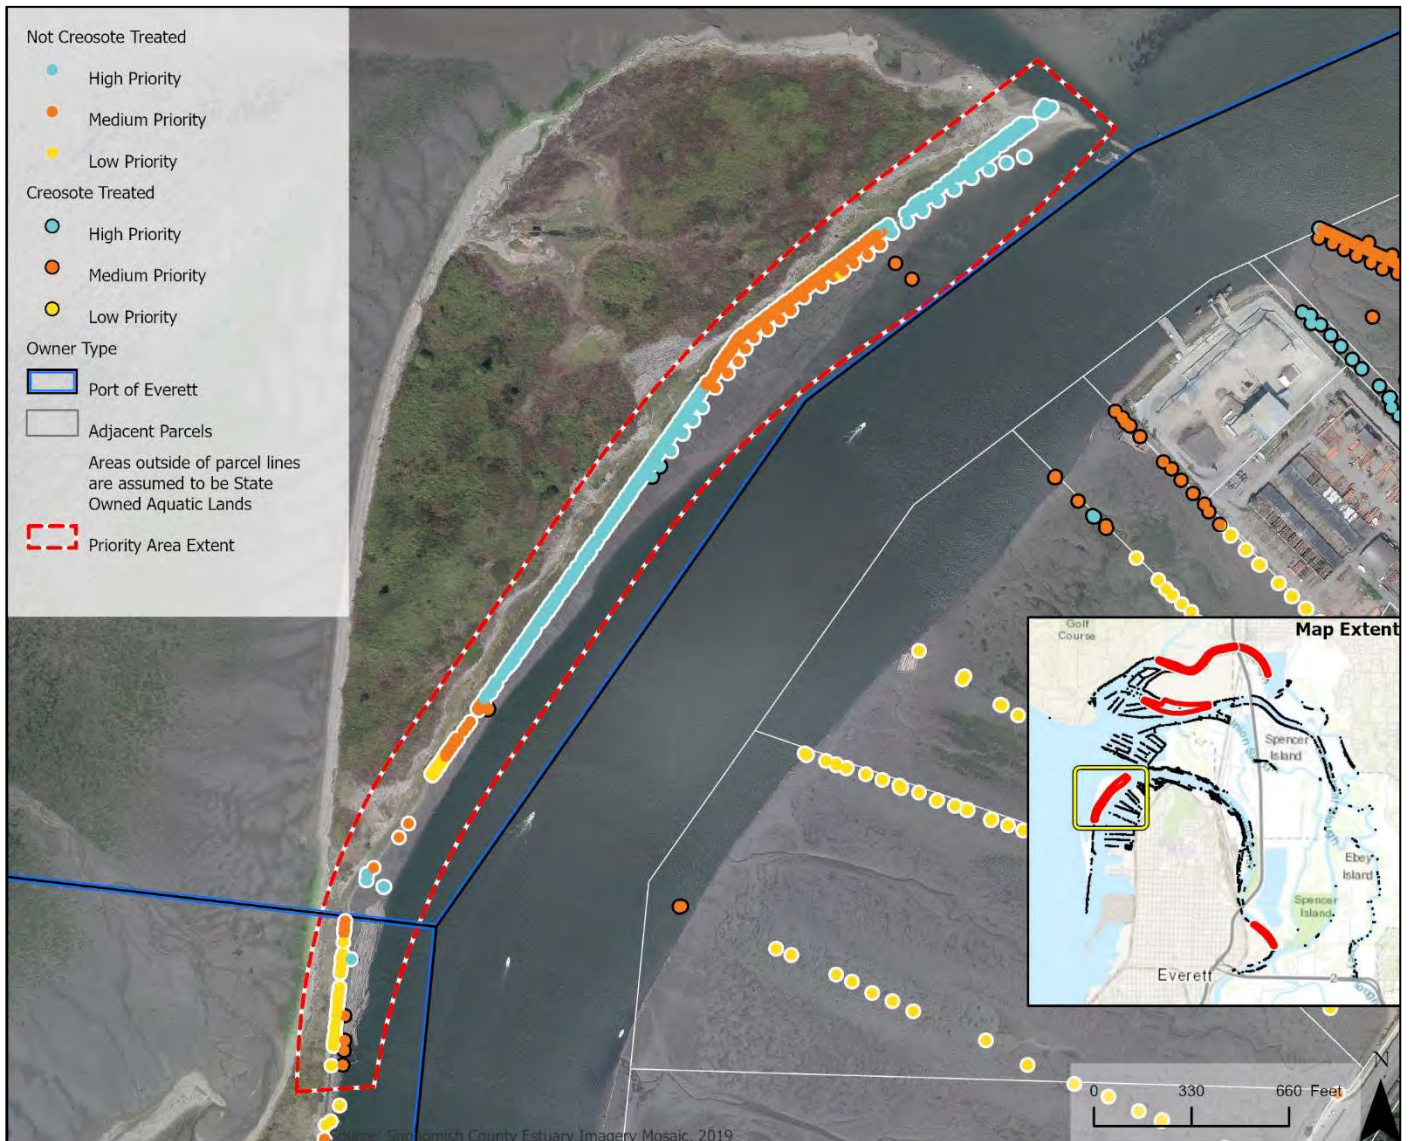 Not Creosote Treated
High Priority
Medium Priority
Low Priority
Creosote Treated
High Priority
Medium Priority
Low Priority
Owner Type
Port of Everett
Adjacent Parcels
Areas outside of parcel lines
are assumed to be State
Owned Aquatic Lands
Priority Area Extent
Map Extent
Golf
Course
Spencer
Island
Ebey
Island
Spencer
Island
Everett
2
N
0 330 660 Feet
Source: Snohomish County Estuary Imagery Mosaic, 2019